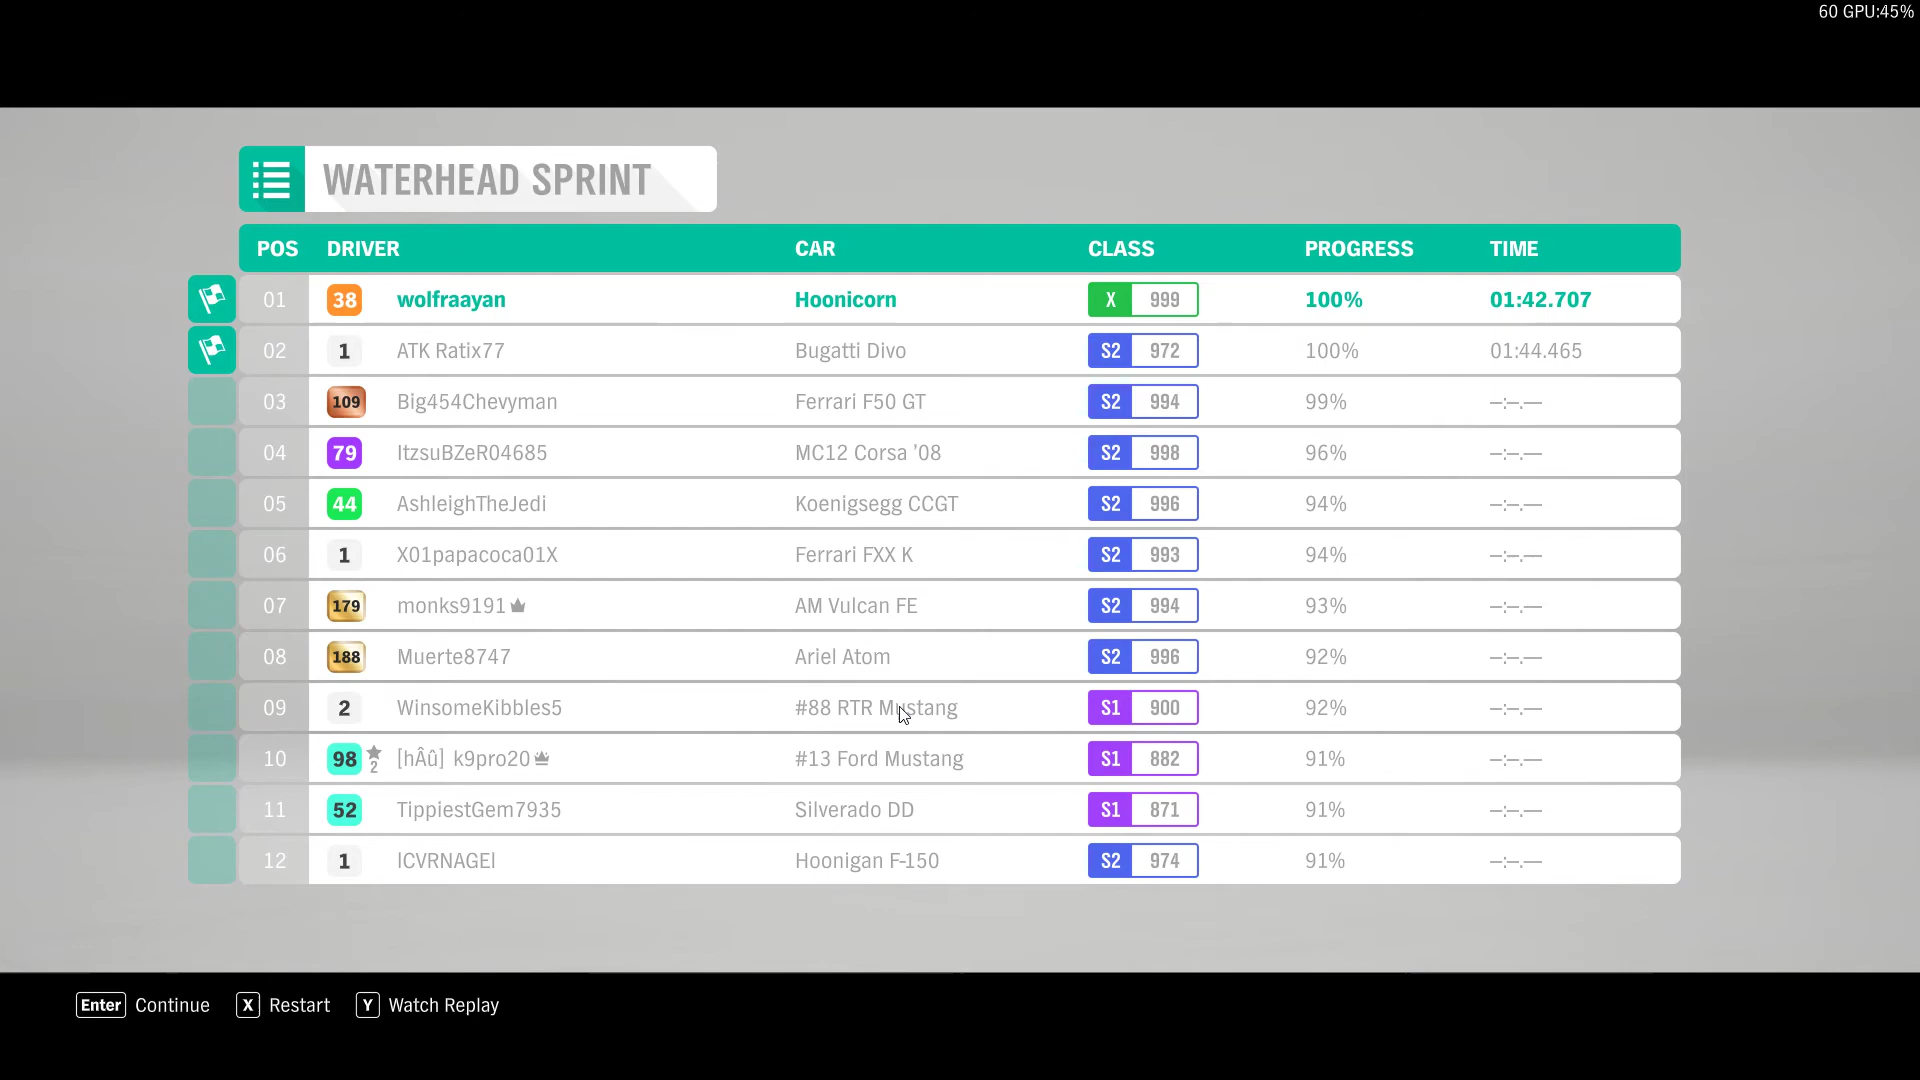 60 GPU:45%
WATERHEAD SPRINT
POS DRIVER CAR CLASS PROGRESS TIME
01 38 wolfraayan Hoonicorn X 999 100% 01:42.707
02 1 ATK Ratix77 Bugatti Divo S2 972 100% 01:44.465
03 109 Big454Chevyman Ferrari F50 GT S2 994 99% –:–.––
04 79 ItzsuBZeR04685 MC12 Corsa ’08 S2 998 96% –:–.––
05 44 AshleighTheJedi Koenigsegg CCGT S2 996 94% –:–.––
06 1 X01papacoca01X Ferrari FXX K S2 993 94% –:–.––
07 179 monks9191 AM Vulcan FE S2 994 93% –:–.––
08 188 Muerte8747 Ariel Atom S2 996 92% –:–.––
09 2 WinsomeKibbles5 #88 RTR Mustang S1 900 92% –:–.––
10 98 2 [hÂû] k9pro20 #13 Ford Mustang S1 882 91% –:–.––
11 52 TippiestGem7935 Silverado DD S1 871 91% –:–.––
12 1 lCVRNAGEl Hoonigan F-150 S2 974 91% –:–.––
Enter Continue X Restart Y Watch Replay